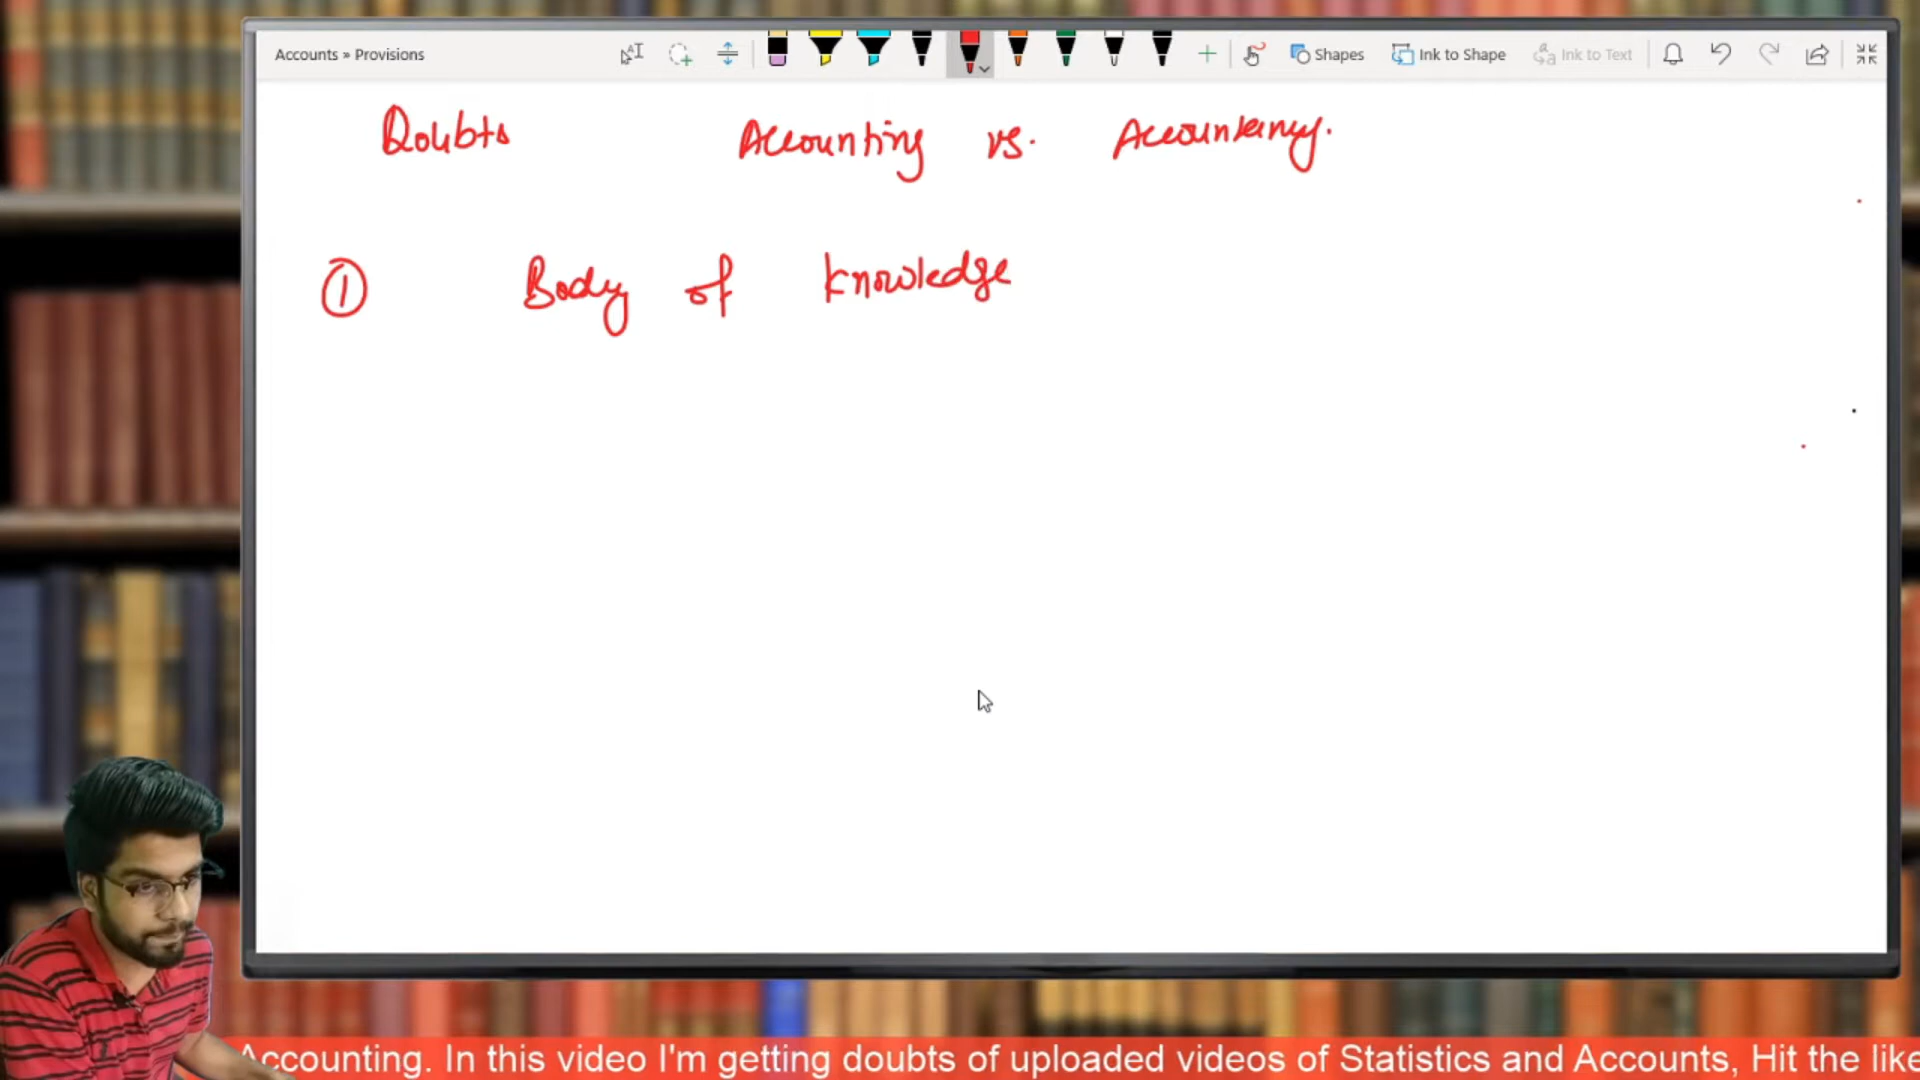 Accounts » Provisions
Shapes
Ink to Shape
Ink to Text
Doubts Accounting vs. Accountancy.
① Body of knowledge
Accounting. In this video I'm getting doubts of uploaded videos of Statistics and Accounts, Hit the like